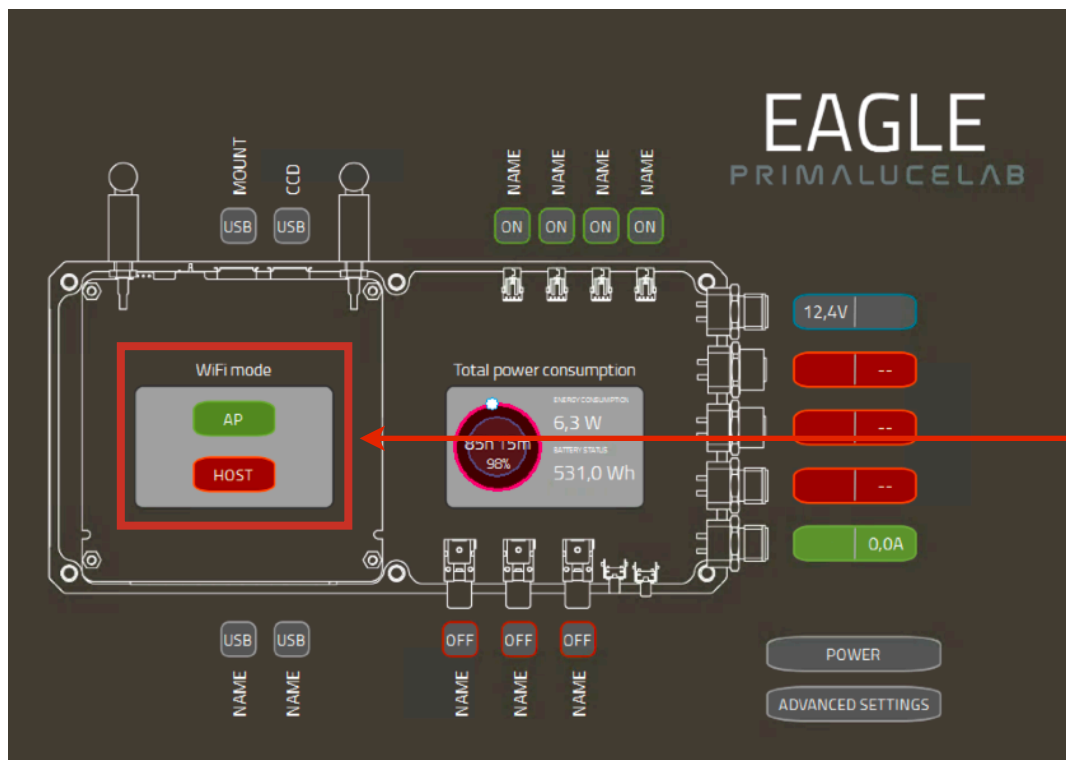 EAGLE
PRIMALUCELAB
MOUNT
CCD
NAME
NAME
NAME
NAME
USB
USB
ON
ON
ON
ON
12,4V
--
--
--
0,0A
WiFi mode
AP
HOST
Total power consumption
ENERGY CONSUMPTION
6,3 W
85h 15m
98%
BATTERY STATUS
531,0 Wh
USB
USB
OFF
OFF
OFF
NAME
NAME
NAME
NAME
NAME
POWER
ADVANCED SETTINGS